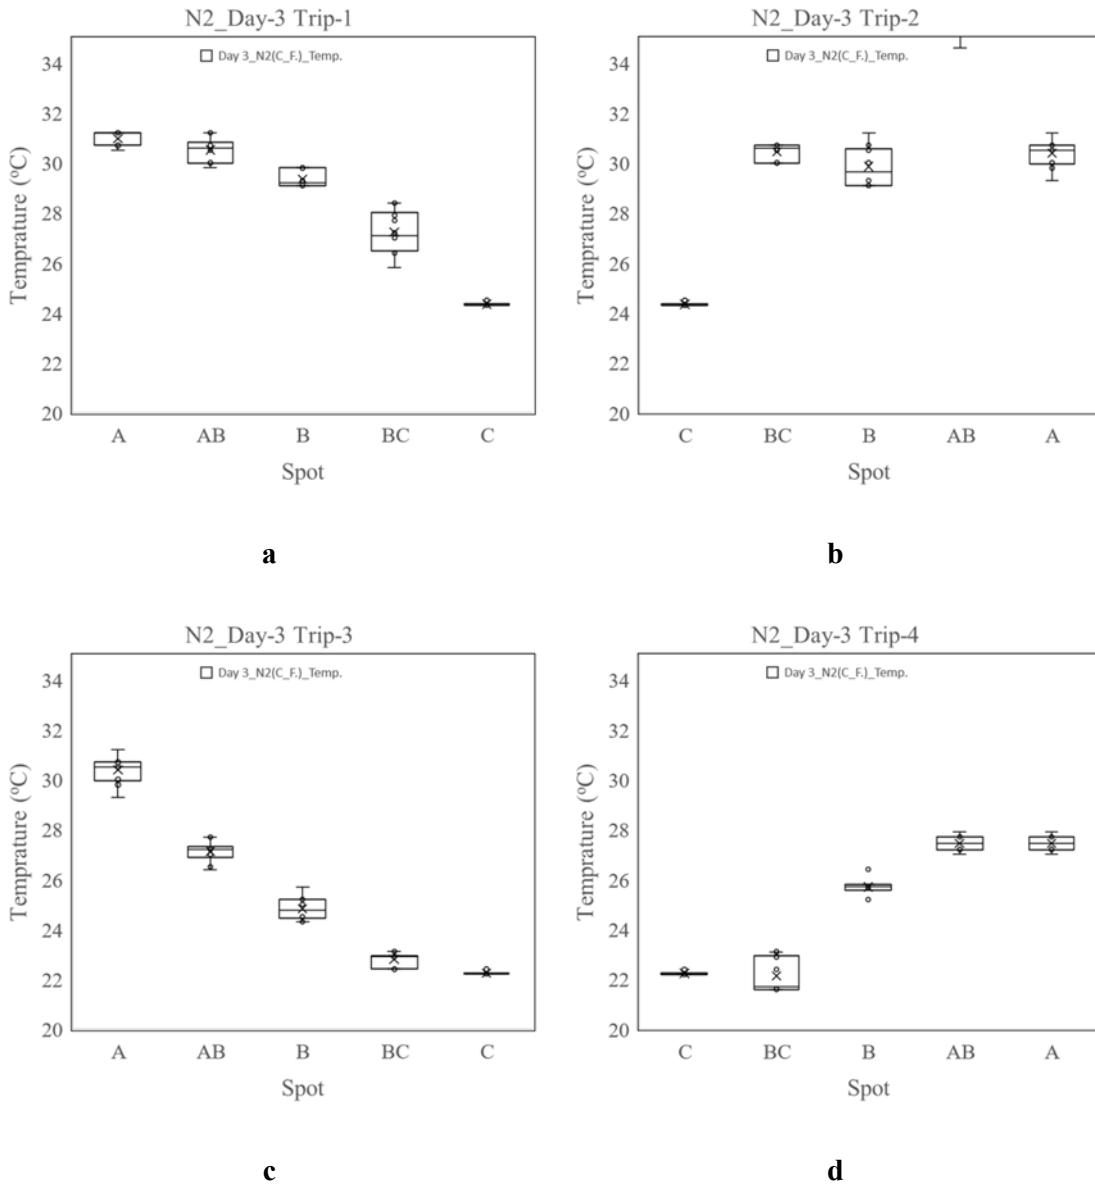 N2_Day-3 Trip-1
Day 3_N2(C_F.)_Temp.
34
32
30
28
26
24
22
20
Temprature (ºC)
A AB B BC C
Spot
a
N2_Day-3 Trip-2
Day 3_N2(C_F.)_Temp.
34
32
30
28
26
24
22
20
Temprature (ºC)
C BC B AB A
Spot
b
N2_Day-3 Trip-3
Day 3_N2(C_F.)_Temp.
34
32
30
28
26
24
22
20
Temprature (ºC)
A AB B BC C
Spot
c
N2_Day-3 Trip-4
Day 3_N2(C_F.)_Temp.
34
32
30
28
26
24
22
20
Temprature (ºC)
C BC B AB A
Spot
d